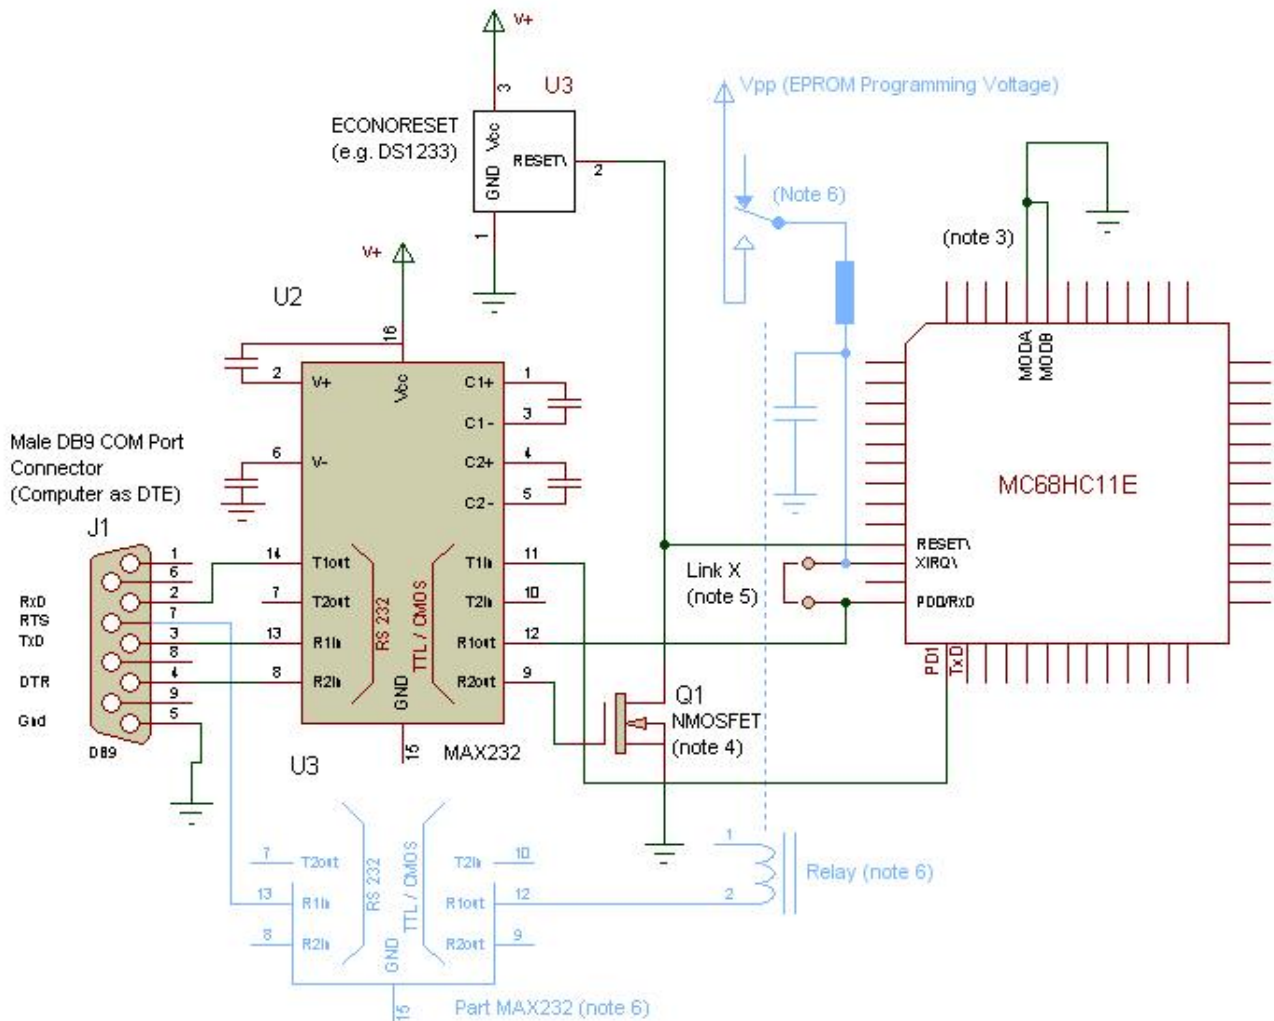 V+
3
U3
ECONORESET
(e.g. DS1233)
Vcc
GND
RESET\
2
1
Vpp (EPROM Programming Voltage)
(Note 6)
(note 3)
V+
U2
16
2
V+
Vcc
C1+
1
C1-
3
6
V-
C2+
4
C2-
5
Male DB9 COM Port
Connector
(Computer as DTE)
J1
1
6
2
7
3
8
4
9
5
RxD
RTS
TxD
DTR
Gnd
DB9
14
T1out
7
T2out
13
R1In
8
R2In
RS 232
TTL / CMOS
T1In
11
T2In
10
R1out
12
R2out
9
GND
15
MAX232
MODA
MODB
MC68HC11E
RESET\
XIRQ\
PD0/RxD
PD1
TxD
Link X
(note 5)
Q1
NMOSFET
(note 4)
U3
7
T2out
13
R1In
8
R2In
RS 232
TTL / CMOS
T2In
10
R1out
12
R2out
9
GND
15
Part MAX232 (note 6)
1
2
Relay (note 6)